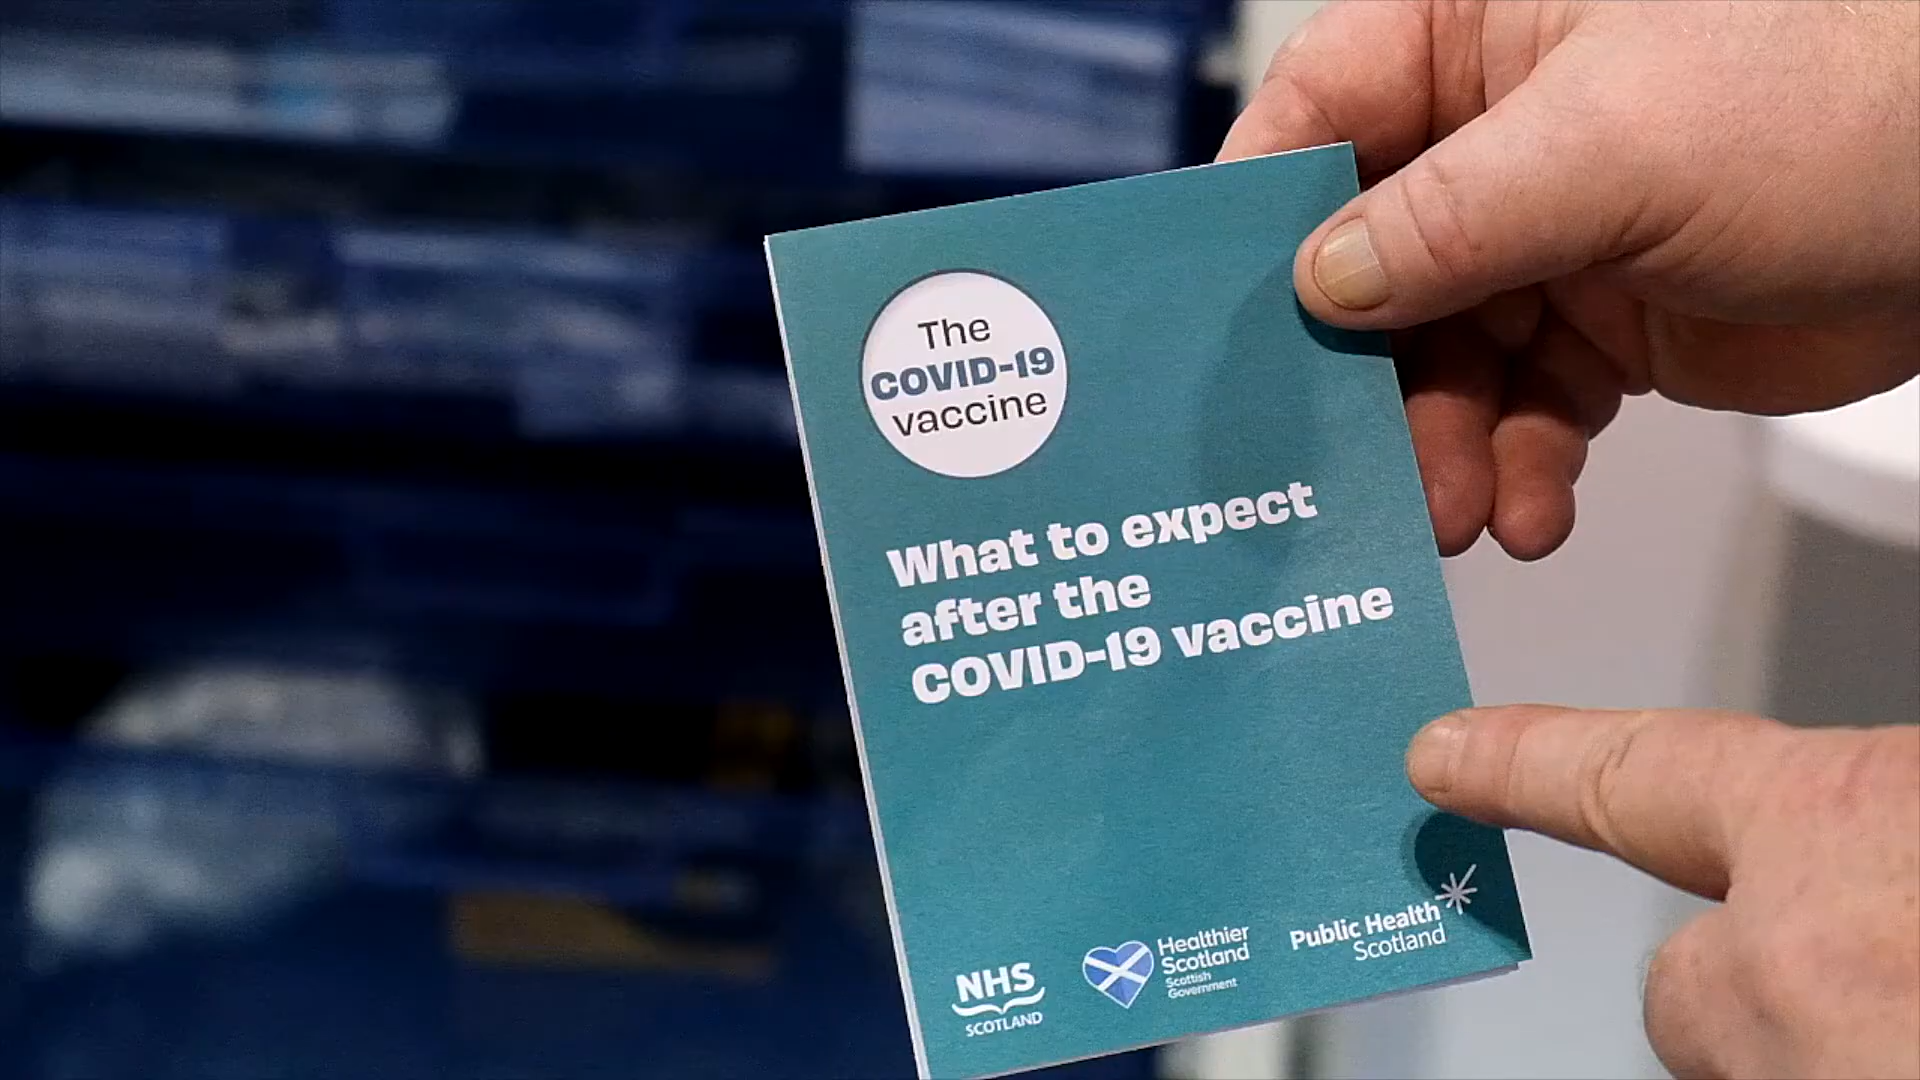 The
COVID-19
vaccine
What to expect
after the
COVID-19 vaccine
NHS
SCOTLAND
Healthier
Scotland
Scottish
Government
Public Health
Scotland